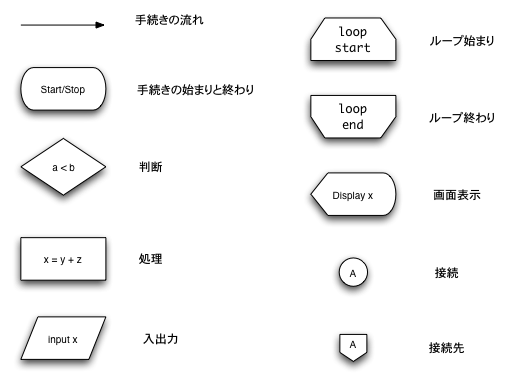 手続きの流れ
Start/Stop
手続きの始まりと終わり
a < b
判断
x = y + z
処理
input x
入出力
loop
start
ループ始まり
loop
end
ループ終わり
Display x
画面表示
A
接続
A
接続先